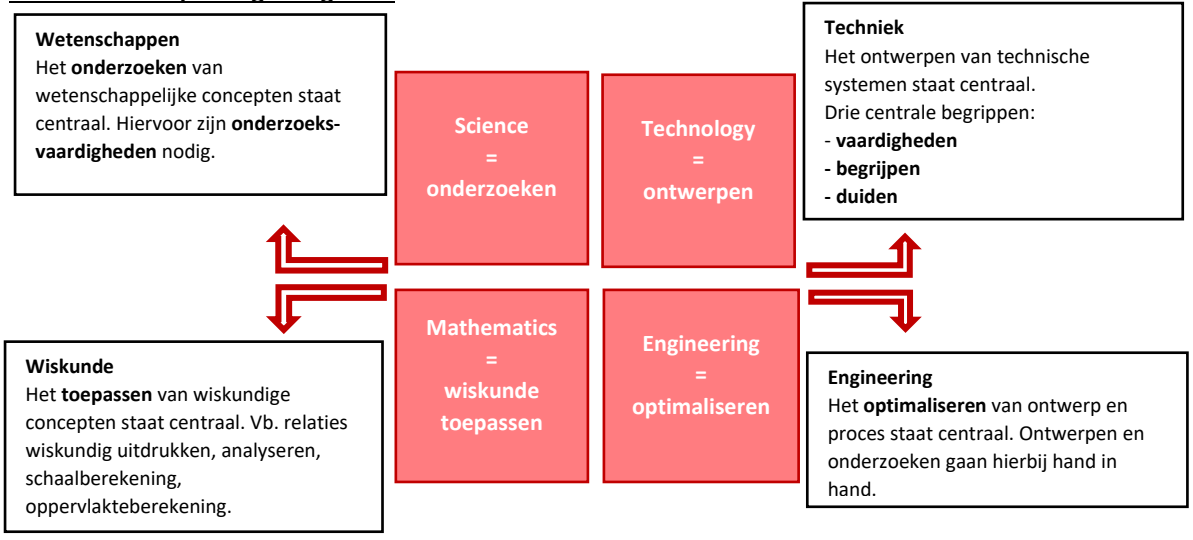 Wetenschappen
Het onderzoeken van
wetenschappelijke concepten staat
centraal. Hiervoor zijn onderzoeks-
vaardigheden nodig.
Science
=
onderzoeken
Technology
=
ontwerpen
Techniek
Het ontwerpen van technische
systemen staat centraal.
Drie centrale begrippen:
- vaardigheden
- begrijpen
- duiden
Wiskunde
Het toepassen van wiskundige
concepten staat centraal. Vb. relaties
wiskundig uitdrukken, analyseren,
schaalberekening,
oppervlakteberekening.
Mathematics
=
wiskunde
toepassen
Engineering
=
optimaliseren
Engineering
Het optimaliseren van ontwerp en
proces staat centraal. Ontwerpen en
onderzoeken gaan hierbij hand in
hand.